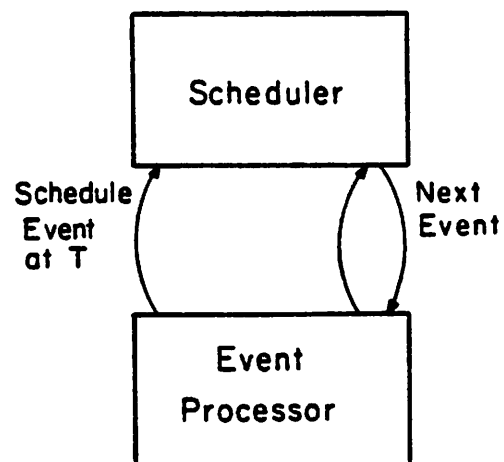 Scheduler
Schedule
Event
at T
Next
Event
Event
Processor